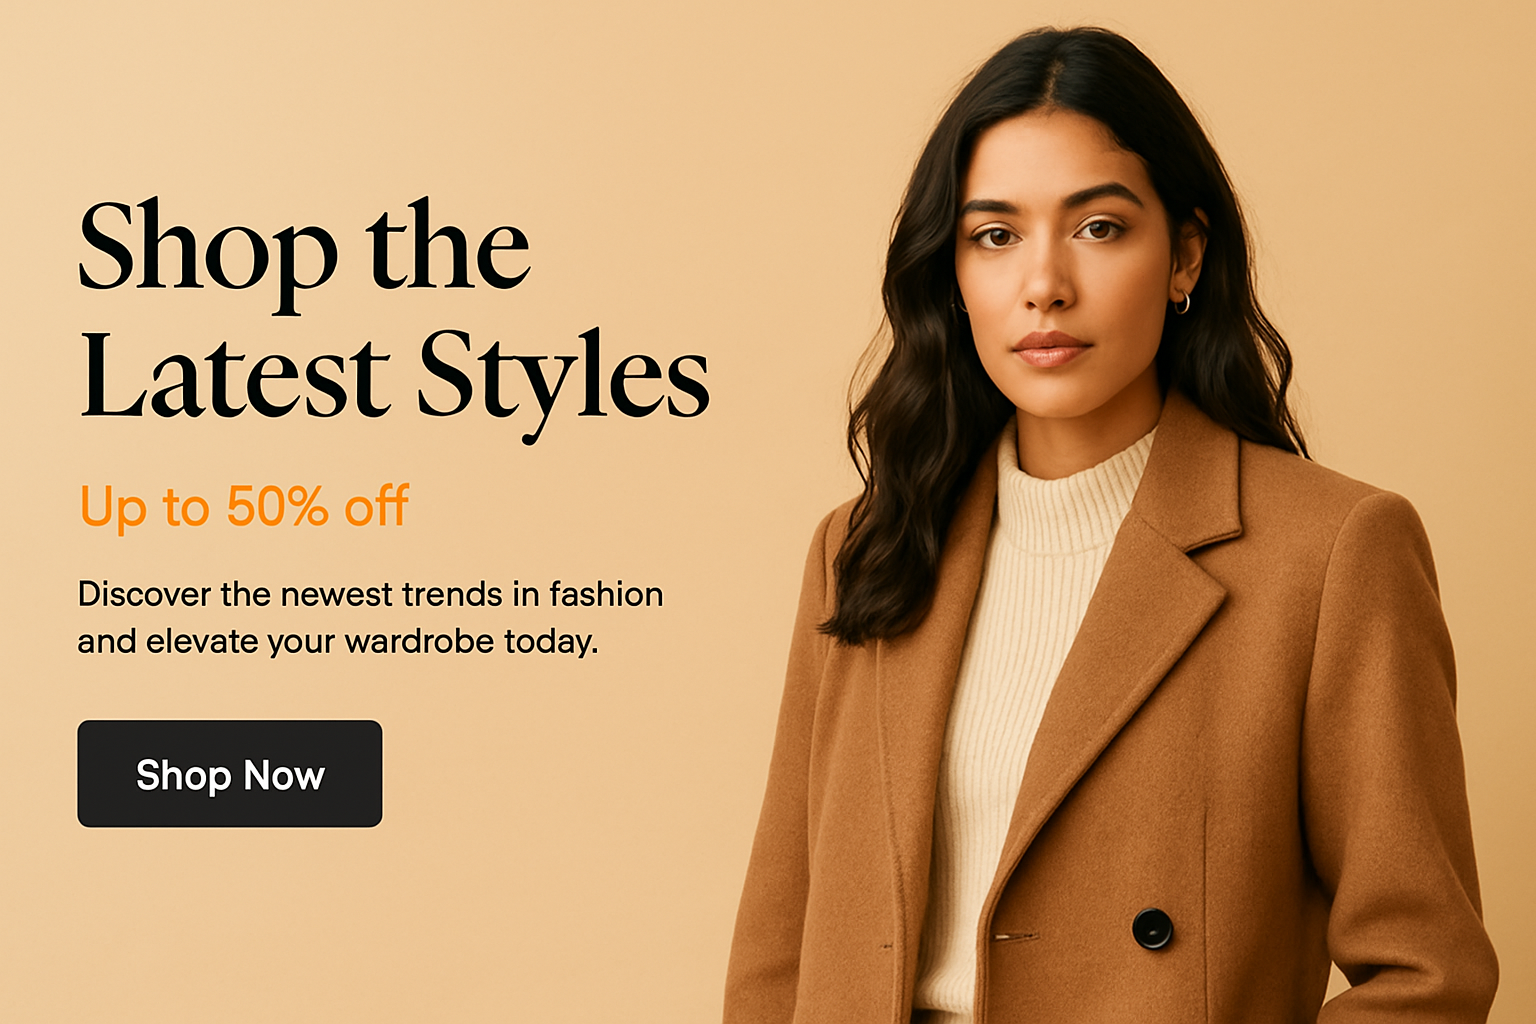 Shop the
Latest Styles
Up to 50% off
Discover the newest trends in fashion
and elevate your wardrobe today.
Shop Now